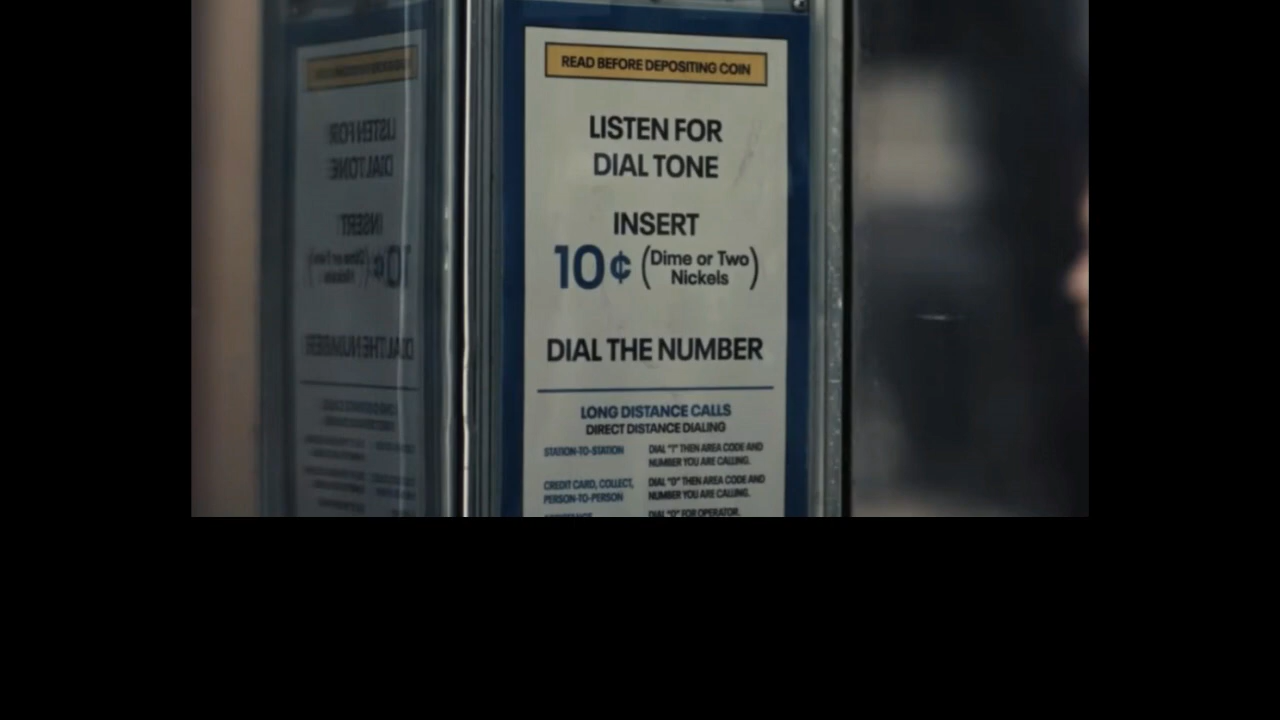 READ BEFORE DEPOSITING COIN
LISTEN FOR
DIAL TONE
INSERT
10¢ (Dime or Two Nickels)
DIAL THE NUMBER
LONG DISTANCE CALLS
DIRECT DISTANCE DIALING
STATION-TO-STATION DIAL "1" THEN AREA CODE AND
NUMBER YOU ARE CALLING.
CREDIT CARD, COLLECT, DIAL "0" THEN AREA CODE AND
PERSON-TO-PERSON NUMBER YOU ARE CALLING.
DIAL "0" FOR OPERATOR.